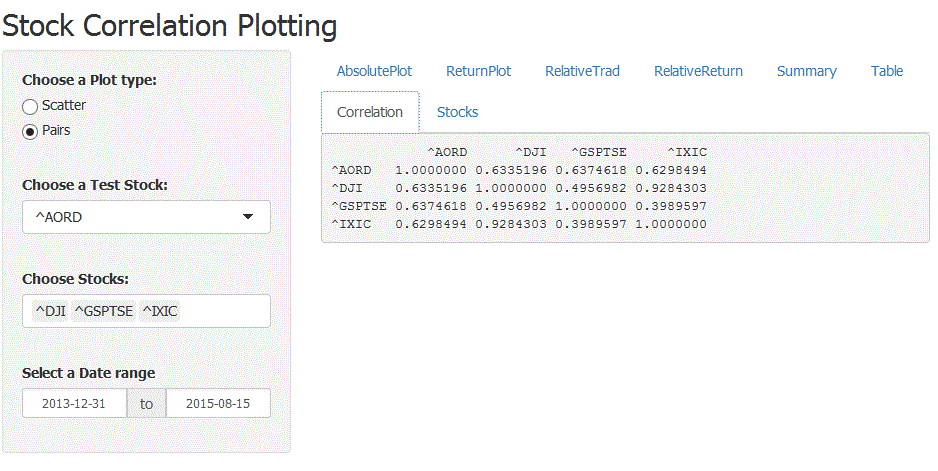 Stock Correlation Plotting
Choose a Plot type:
Scatter
Pairs
Choose a Test Stock:
^AORD
Choose Stocks:
^DJI ^GSPTSE ^IXIC
Select a Date range
2013-12-31 to 2015-08-15
AbsolutePlot ReturnPlot RelativeTrad RelativeReturn Summary Table
Correlation Stocks
^AORD ^DJI ^GSPTSE ^IXIC
^AORD 1.0000000 0.6335196 0.6374618 0.6298494
^DJI 0.6335196 1.0000000 0.4956982 0.9284303
^GSPTSE 0.6374618 0.4956982 1.0000000 0.3989597
^IXIC 0.6298494 0.9284303 0.3989597 1.0000000